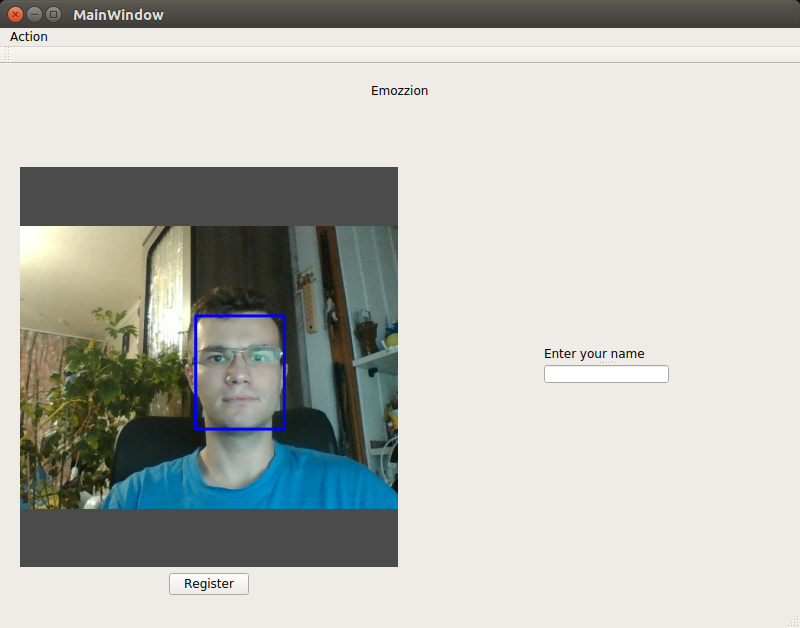 MainWindow
Action
Emozzion
Enter your name
Register